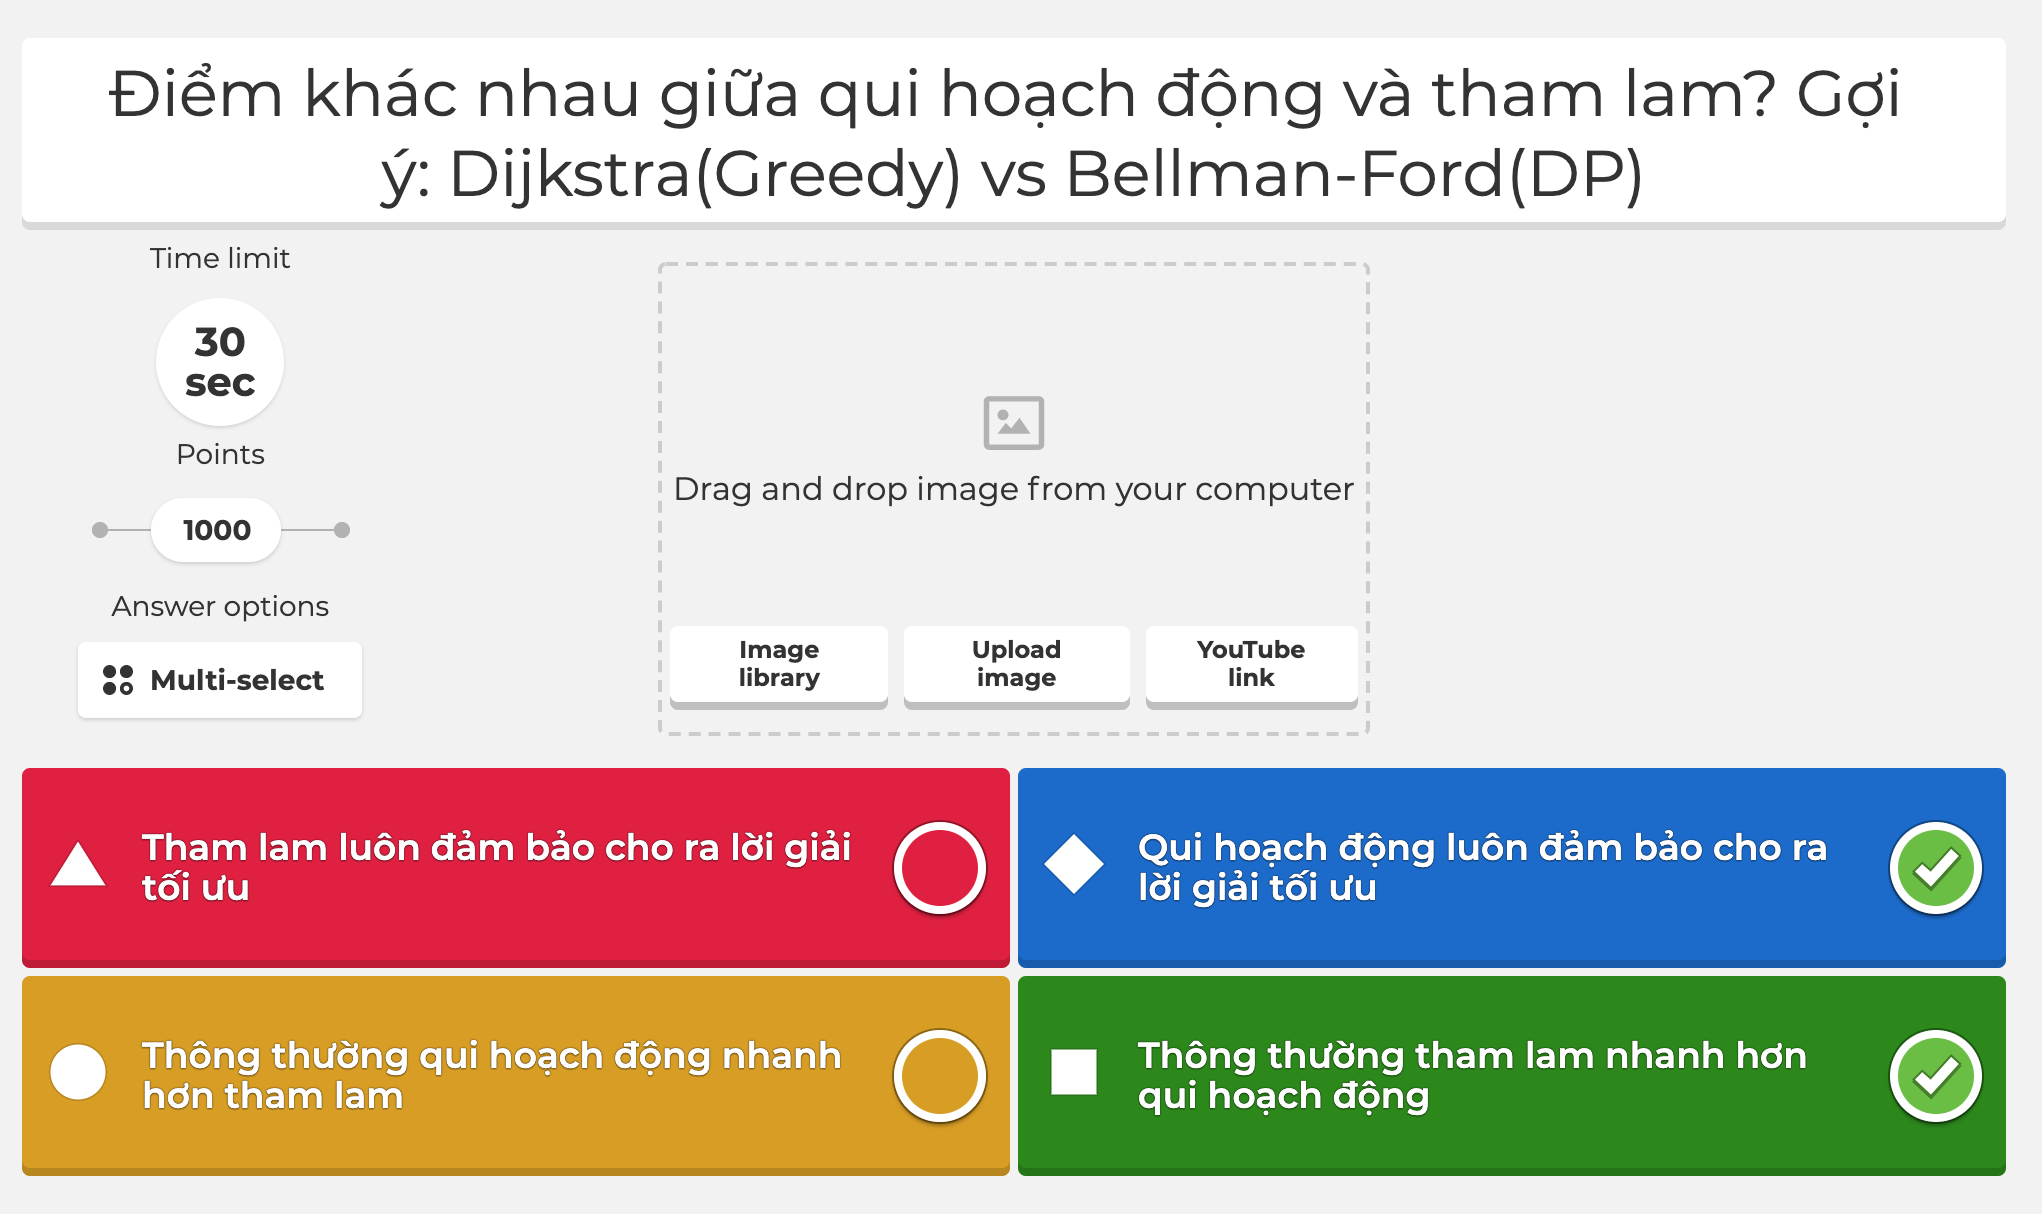 Điểm khác nhau giữa qui hoạch động và tham lam? Gợi
ý: Dijkstra(Greedy) vs Bellman-Ford(DP)
Time limit
30
sec
Points
1000
Answer options
Multi-select
Drag and drop image from your computer
Image
library
Upload
image
YouTube
link
Tham lam luôn đảm bảo cho ra lời giải
tối ưu
Qui hoạch động luôn đảm bảo cho ra
lời giải tối ưu
Thông thường qui hoạch động nhanh
hơn tham lam
Thông thường tham lam nhanh hơn
qui hoạch động